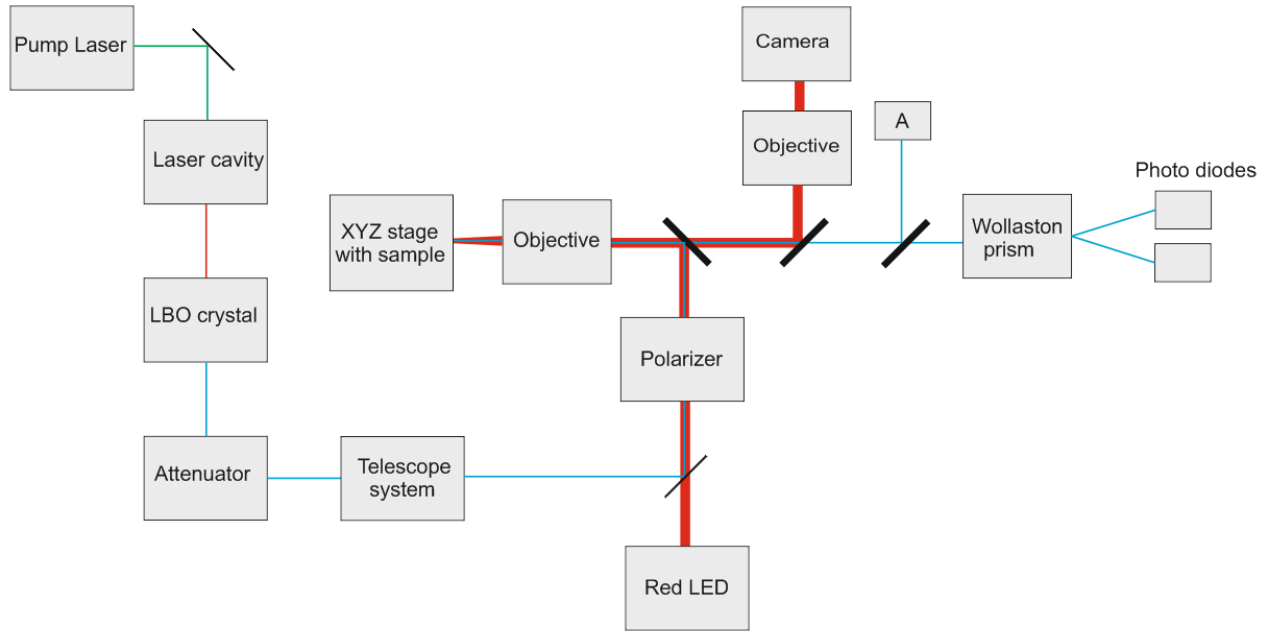 Pump Laser
Camera
A
Laser cavity
Objective
Photo diodes
XYZ stage
with sample
Objective
Wollaston
prism
LBO crystal
Polarizer
Attenuator
Telescope
system
Red LED